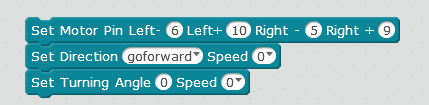 Set Motor Pin Left- 6 Left+ 10 Right - 5 Right + 9
Set Direction goforward Speed 0
Set Turning Angle 0 Speed 0